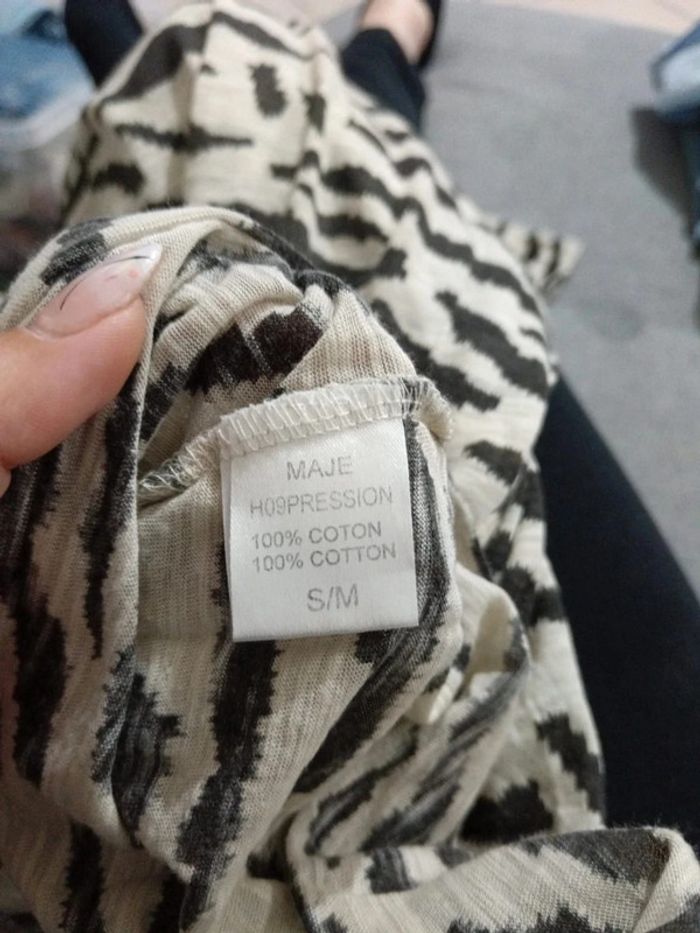 MAJE
H09PRESSION
100% COTON
100% COTTON
S/M